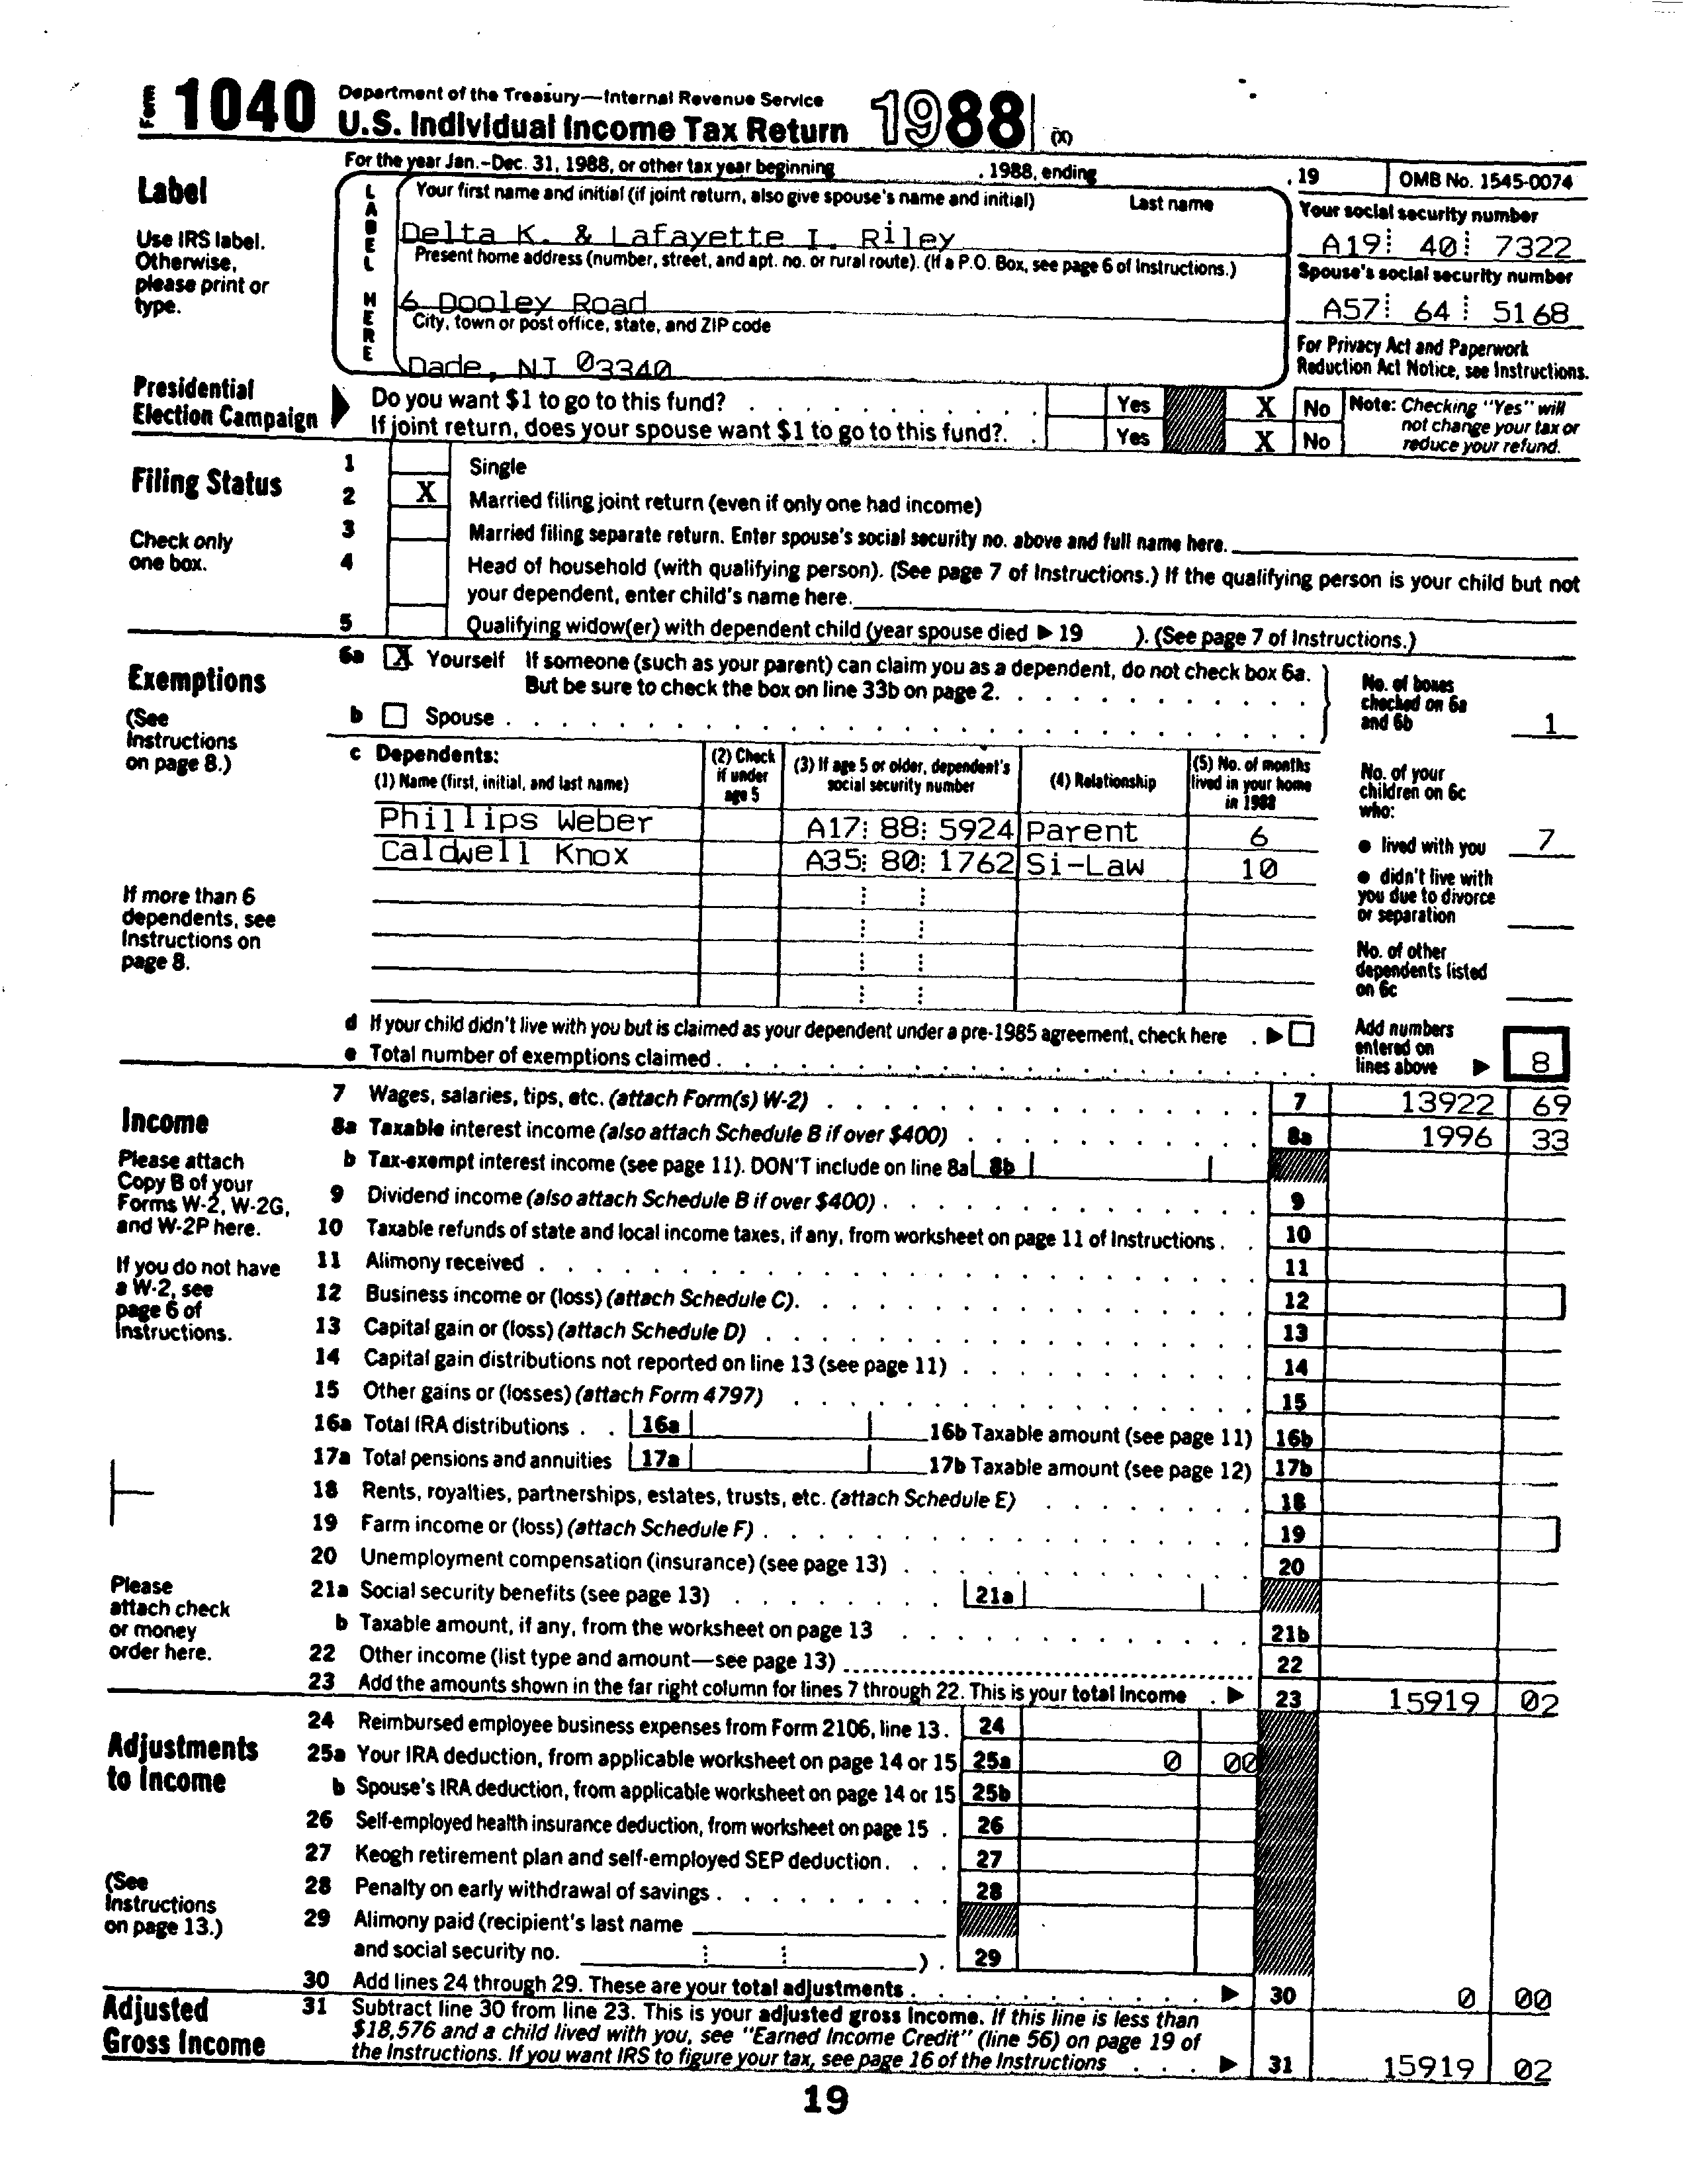 Form 1040 Department of the Treasury—Internal Revenue Service
U.S. Individual Income Tax Return 1988 (X)
For the year Jan.–Dec. 31, 1988, or other tax year beginning , 1988, ending , 19 OMB No. 1545-0074
Label
Use IRS label. Otherwise, please print or type.
LABEL HERE
Your first name and initial (if joint return, also give spouse's name and initial) Last name
Delta K. & Lafayette I. Riley
Your social security number
A19 40 7322
Present home address (number, street, and apt. no. or rural route). (If a P.O. Box, see page 6 of Instructions.)
6 Dooley Road
Spouse's social security number
A57 64 5168
City, town or post office, state, and ZIP code
Dade, NJ 03340
For Privacy Act and Paperwork Reduction Act Notice, see Instructions.
Presidential Election Campaign
Do you want $1 to go to this fund? Yes X No
If joint return, does your spouse want $1 to go to this fund? Yes X No
Note: Checking "Yes" will not change your tax or reduce your refund.
Filing Status
Check only one box.
1 Single
2 X Married filing joint return (even if only one had income)
3 Married filing separate return. Enter spouse's social security no. above and full name here.
4 Head of household (with qualifying person). (See page 7 of Instructions.) If the qualifying person is your child but not
your dependent, enter child's name here.
5 Qualifying widow(er) with dependent child (year spouse died ▶ 19 ). (See page 7 of Instructions.)
Exemptions
(See Instructions on page 8.)
6a X Yourself If someone (such as your parent) can claim you as a dependent, do not check box 6a.
But be sure to check the box on line 33b on page 2.
b Spouse
No. of boxes checked on 6a and 6b 1
c Dependents:
(1) Name (first, initial, and last name) (2) Check if under age 5 (3) If age 5 or older, dependent's social security number (4) Relationship (5) No. of months lived in your home in 1988
Phillips Weber A17 88 5924 Parent 6
Caldwell Knox A35 80 1762 Si-Law 10
If more than 6 dependents, see Instructions on page 8.
No. of your children on 6c who:
● lived with you 7
● didn't live with you due to divorce or separation
No. of other dependents listed on 6c
d If your child didn't live with you but is claimed as your dependent under a pre-1985 agreement, check here ▶
e Total number of exemptions claimed
Add numbers entered on lines above ▶ 8
Income
Please attach Copy B of your Forms W-2, W-2G, and W-2P here.
If you do not have a W-2, see page 6 of Instructions.
Please attach check or money order here.
7 Wages, salaries, tips, etc. (attach Form(s) W-2) 7 13922 69
8a Taxable interest income (also attach Schedule B if over $400) 8a 1996 33
b Tax-exempt interest income (see page 11). DON'T include on line 8a 8b
9 Dividend income (also attach Schedule B if over $400) 9
10 Taxable refunds of state and local income taxes, if any, from worksheet on page 11 of Instructions 10
11 Alimony received 11
12 Business income or (loss) (attach Schedule C) 12
13 Capital gain or (loss) (attach Schedule D) 13
14 Capital gain distributions not reported on line 13 (see page 11) 14
15 Other gains or (losses) (attach Form 4797) 15
16a Total IRA distributions 16a 16b Taxable amount (see page 11) 16b
17a Total pensions and annuities 17a 17b Taxable amount (see page 12) 17b
18 Rents, royalties, partnerships, estates, trusts, etc. (attach Schedule E) 18
19 Farm income or (loss) (attach Schedule F) 19
20 Unemployment compensation (insurance) (see page 13) 20
21a Social security benefits (see page 13) 21a
b Taxable amount, if any, from the worksheet on page 13 21b
22 Other income (list type and amount—see page 13) 22
23 Add the amounts shown in the far right column for lines 7 through 22. This is your total income ▶ 23 15919 02
Adjustments to Income
(See Instructions on page 13.)
24 Reimbursed employee business expenses from Form 2106, line 13. 24
25a Your IRA deduction, from applicable worksheet on page 14 or 15 25a 0 00
b Spouse's IRA deduction, from applicable worksheet on page 14 or 15 25b
26 Self-employed health insurance deduction, from worksheet on page 15 26
27 Keogh retirement plan and self-employed SEP deduction 27
28 Penalty on early withdrawal of savings 28
29 Alimony paid (recipient's last name
and social security no. ) 29
30 Add lines 24 through 29. These are your total adjustments ▶ 30 0 00
Adjusted Gross Income
31 Subtract line 30 from line 23. This is your adjusted gross income. If this line is less than
$18,576 and a child lived with you, see "Earned Income Credit" (line 56) on page 19 of
the Instructions. If you want IRS to figure your tax, see page 16 of the Instructions ▶ 31 15919 02
19